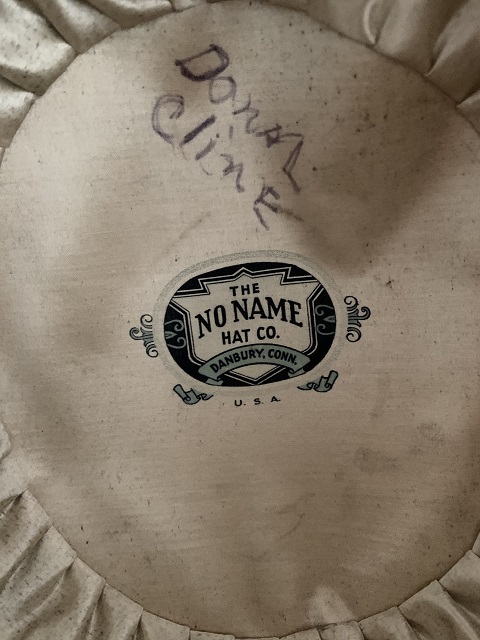 Donal
Cline
THE
NO NAME
HAT CO.
DANBURY, CONN.
U. S. A.